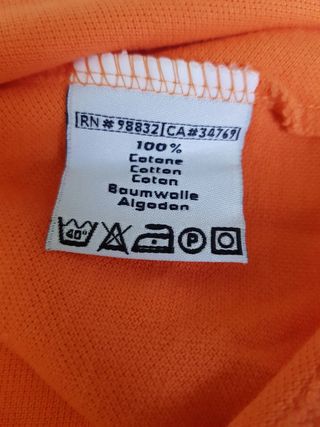 RN # 98832 CA# 34769
100%
Cotone
Cotton
Coton
Baumwolle
Algodon
40° P